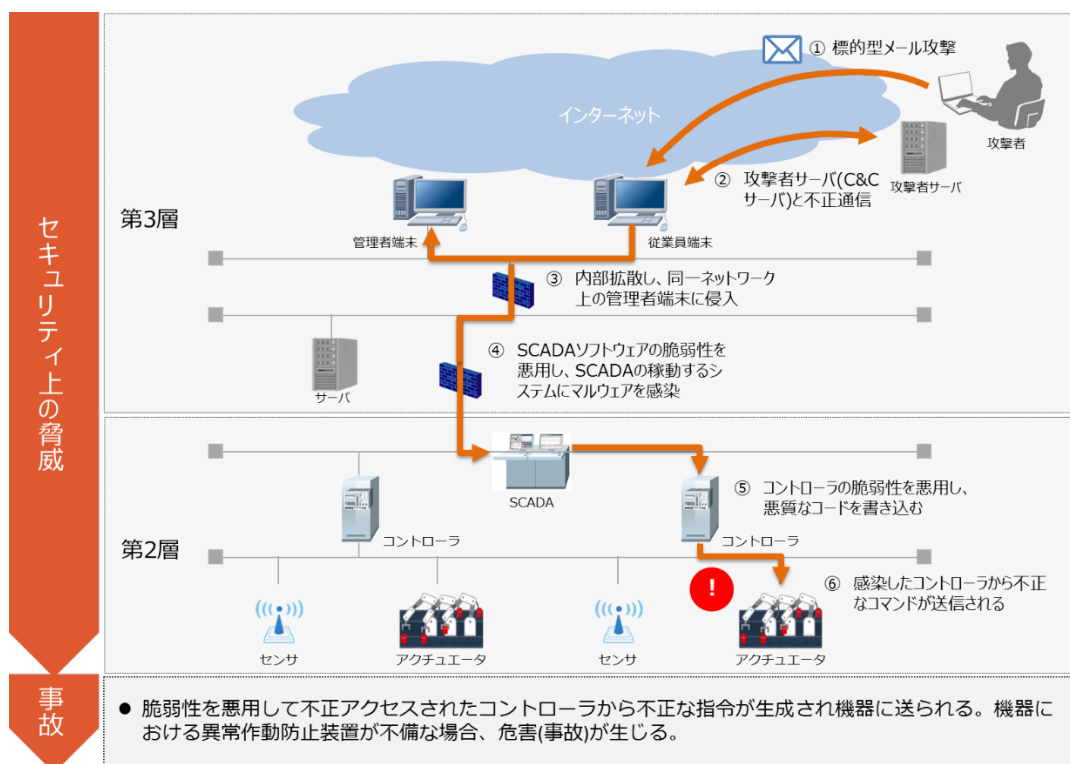 ① 標的型メール攻撃
インターネット
攻撃者
攻撃者サーバ
② 攻撃者サーバ(C&C
サーバ)と不正通信
セキュリティ上の脅威
第3層
管理者端末
従業員端末
③ 内部拡散し、同一ネットワーク
上の管理者端末に侵入
④ SCADAソフトウェアの脆弱性を
悪用し、SCADAの稼動するシ
ステムにマルウェアを感染
サーバ
SCADA
⑤ コントローラの脆弱性を悪用し、
悪質なコードを書き込む
コントローラ
コントローラ
第2層
!
⑥ 感染したコントローラから不正
なコマンドが送信される
センサ
アクチュエータ
センサ
アクチュエータ
事故
● 脆弱性を悪用して不正アクセスされたコントローラから不正な指令が生成され機器に送られる。機器に
おける異常作動防止装置が不備な場合、危害(事故)が生じる。